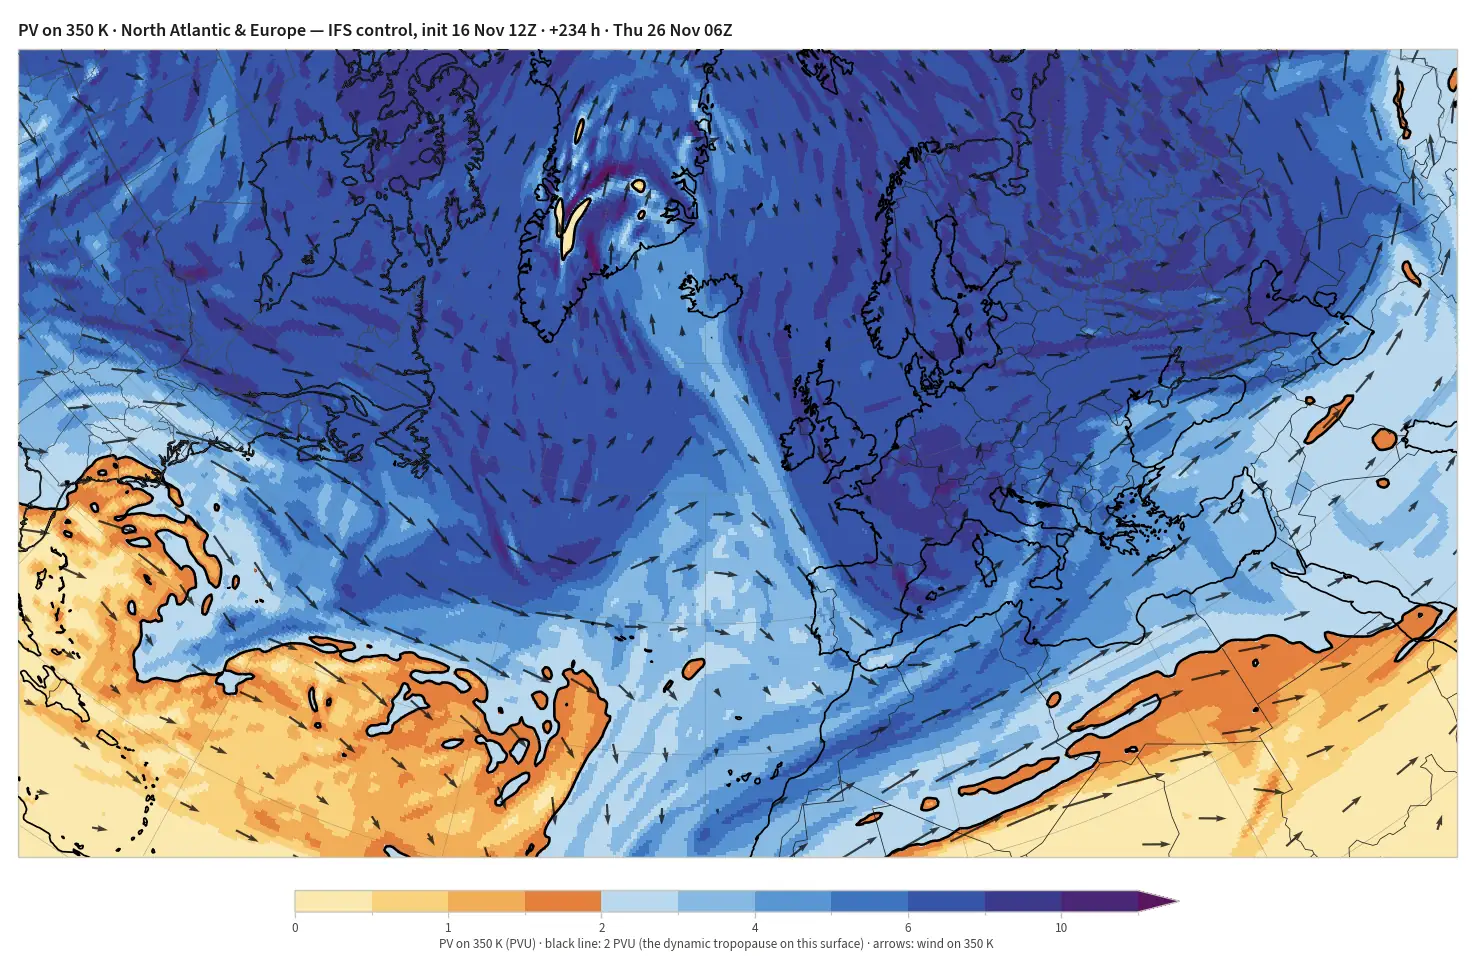 PV on 350 K · North Atlantic & Europe — IFS control, init 16 Nov 12Z · +234 h · Thu 26 Nov 06Z
0 1 2 4 6 10
PV on 350 K (PVU) · black line: 2 PVU (the dynamic tropopause on this surface) · arrows: wind on 350 K